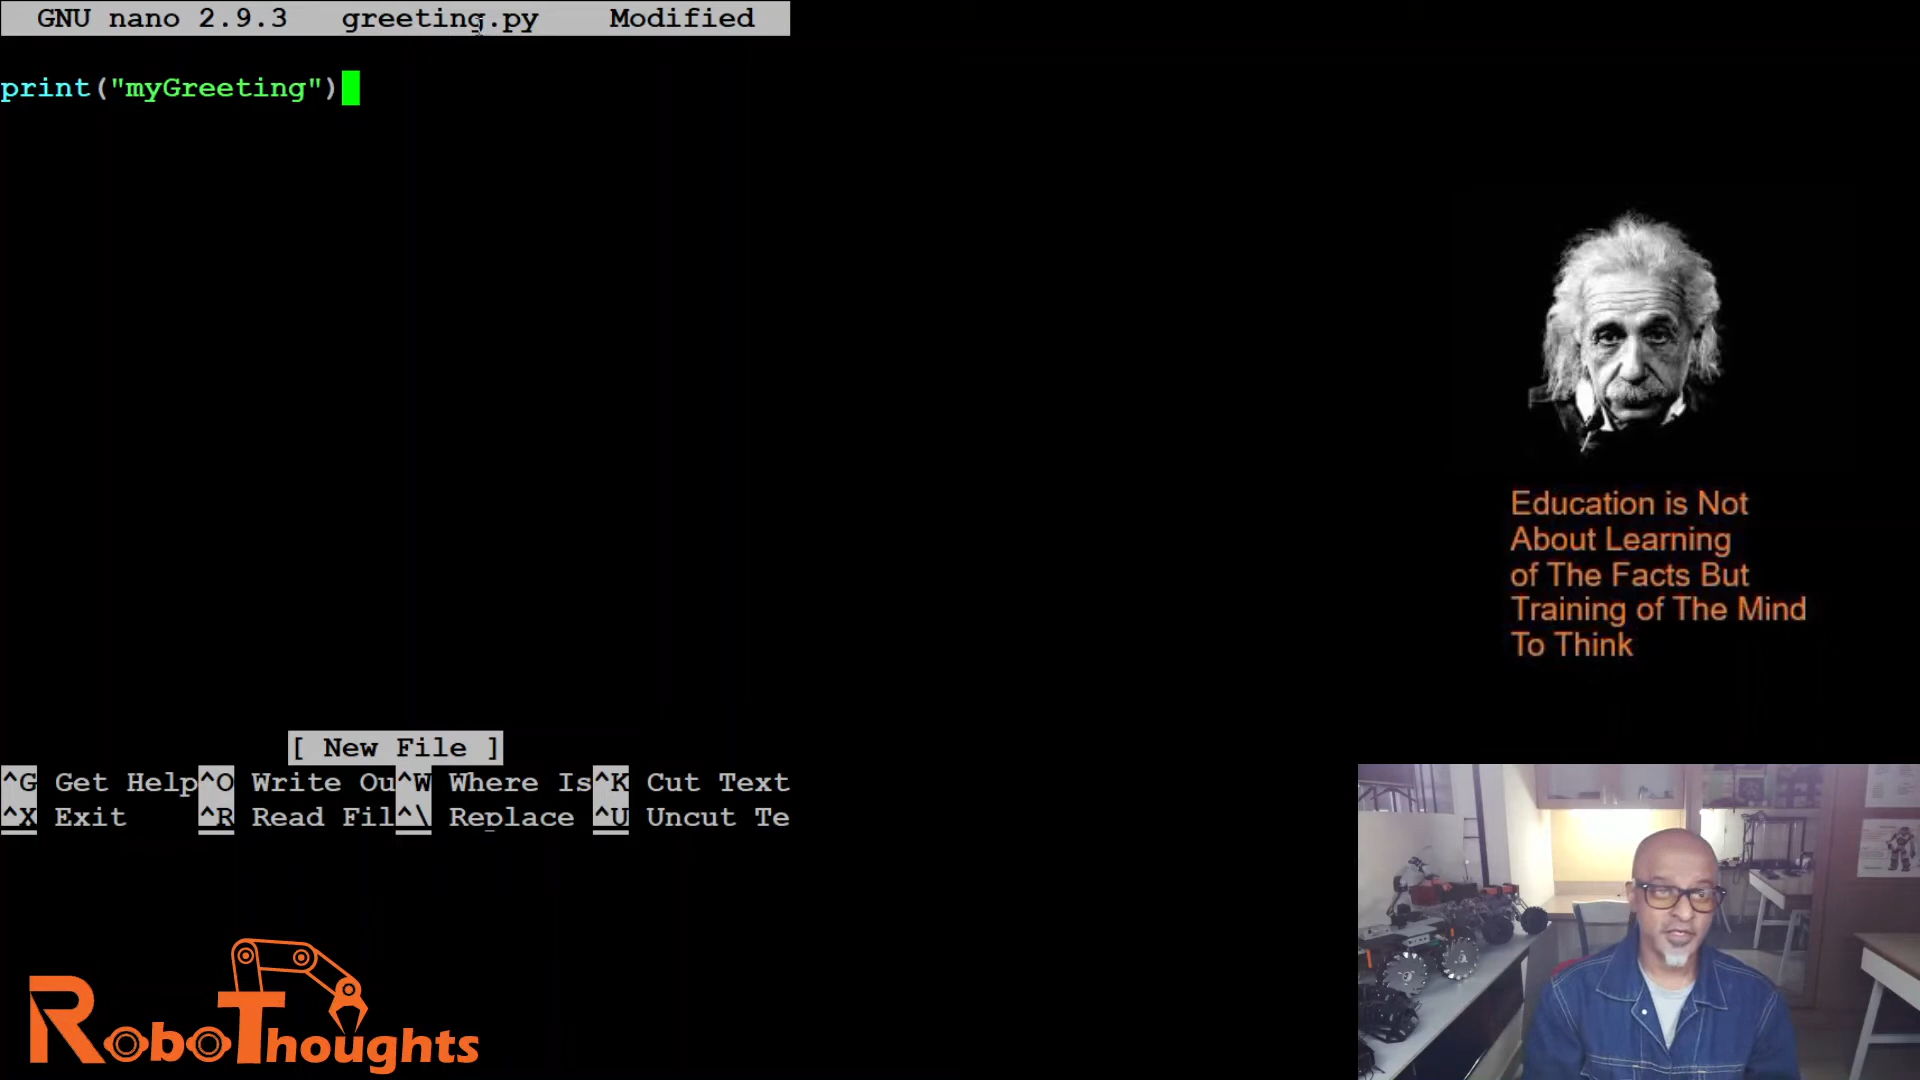 GNU nano 2.9.3 greeting.py Modified
print("myGreeting")
[ New File ]
^G Get Help^O Write Ou^W Where Is^K Cut Text
^X Exit ^R Read Fil^\ Replace ^U Uncut Te
Education is Not
About Learning
of The Facts But
Training of The Mind
To Think
RoboThoughts